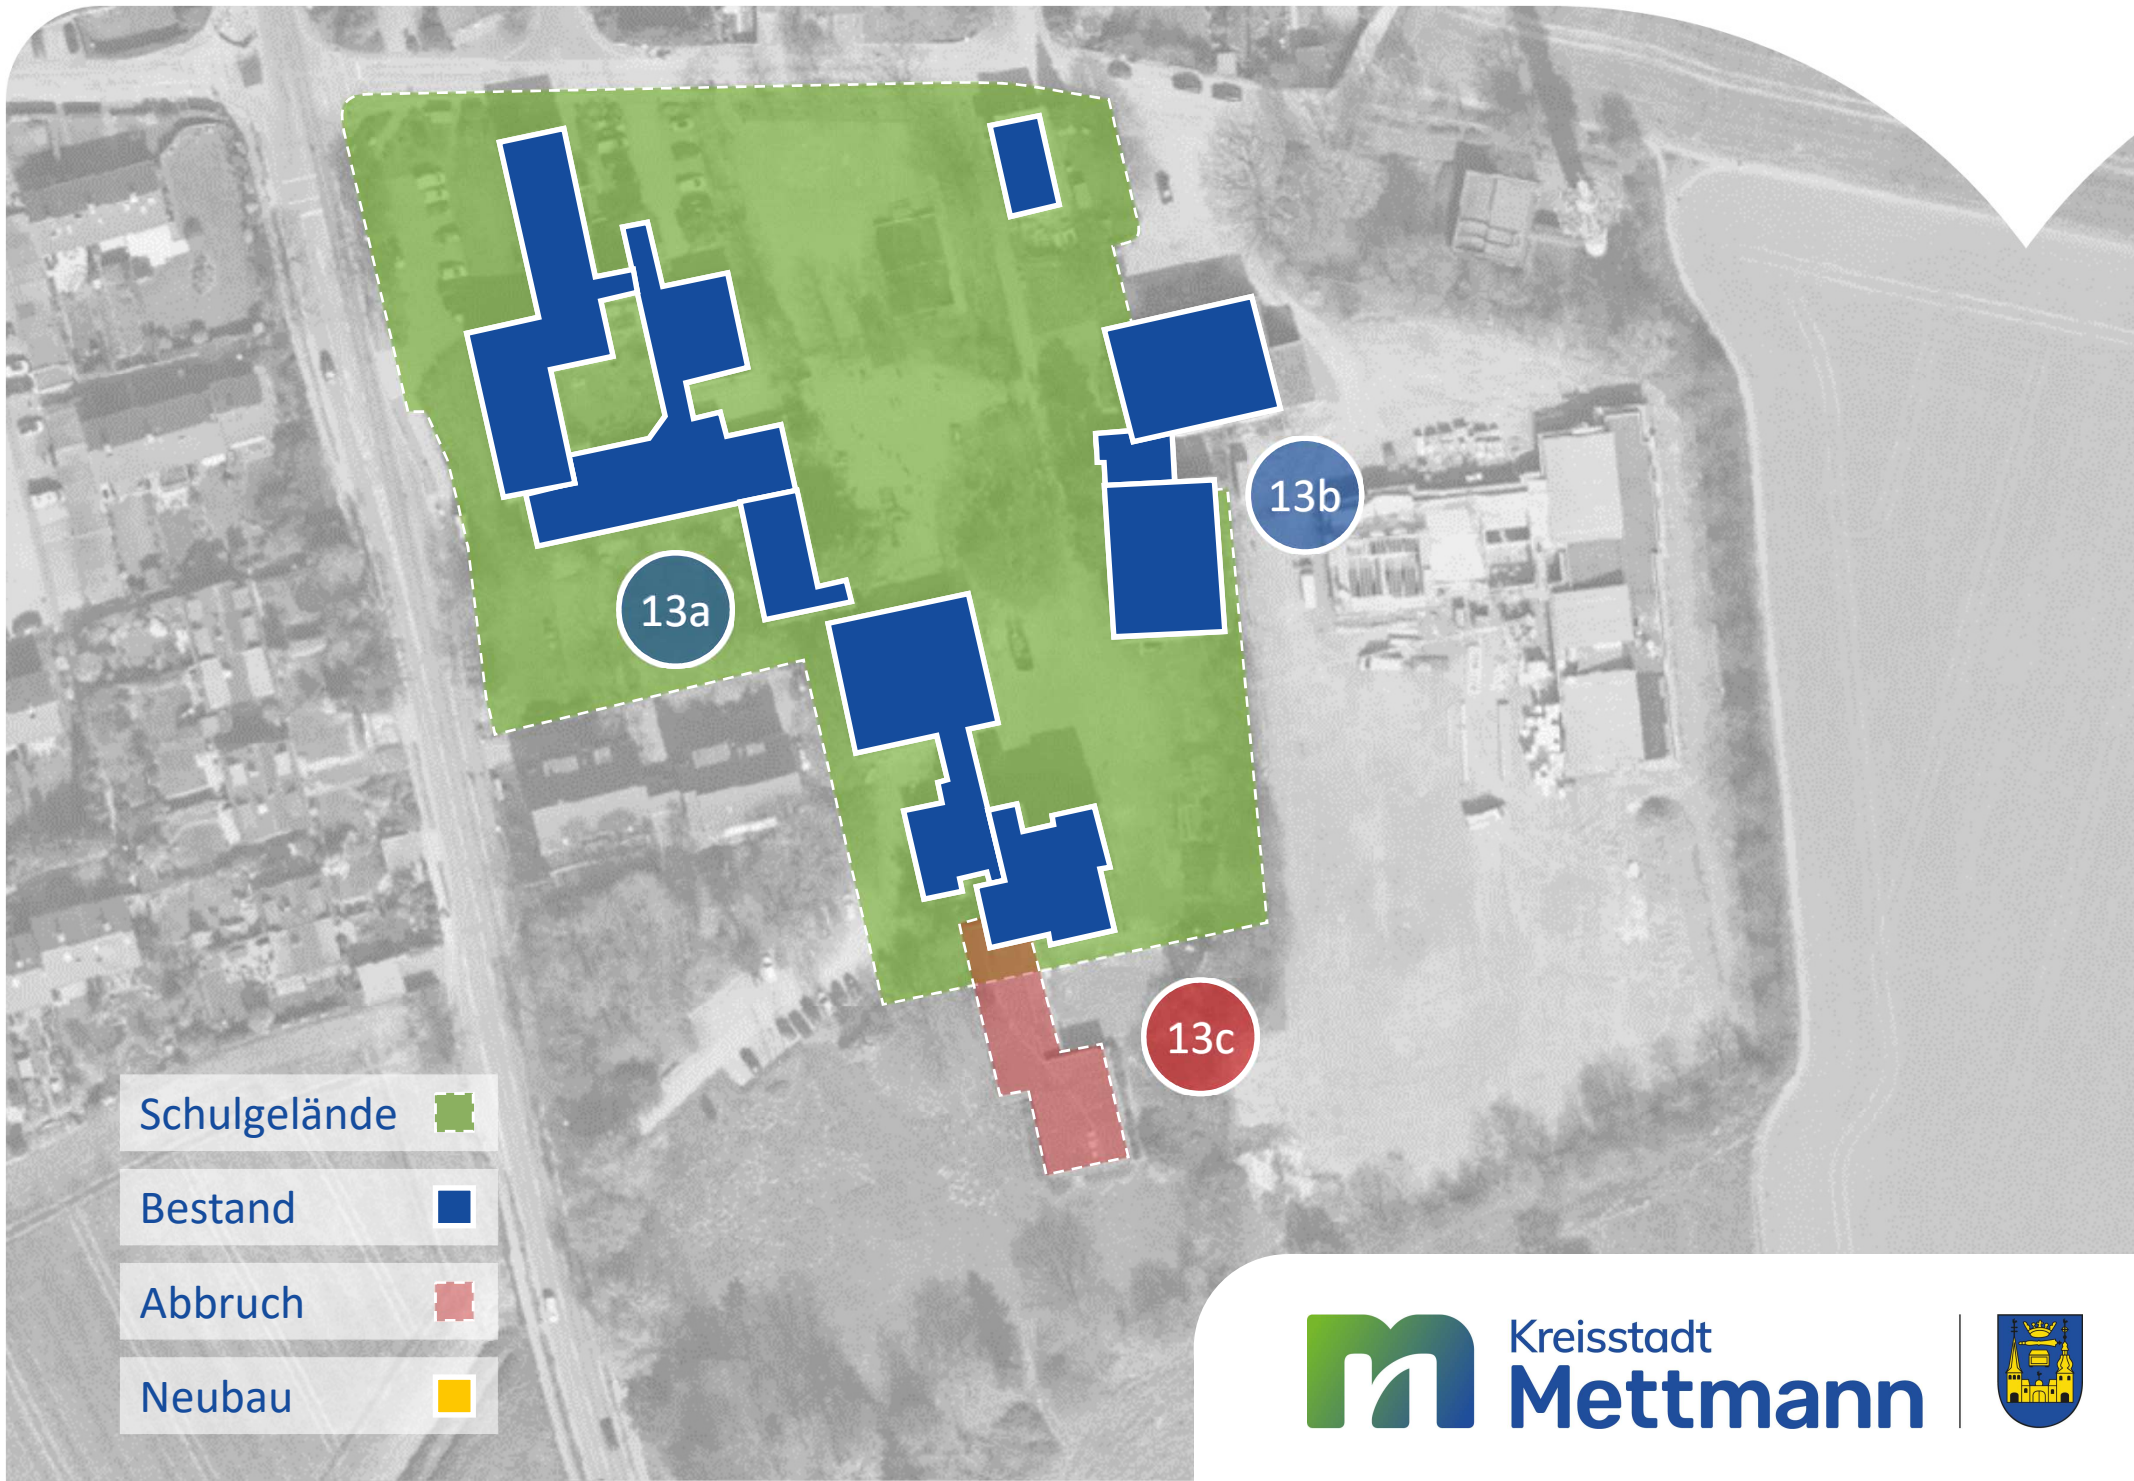 13b
13a
13c
Schulgelände
Bestand
Abbruch
Neubau
Kreisstadt
Mettmann